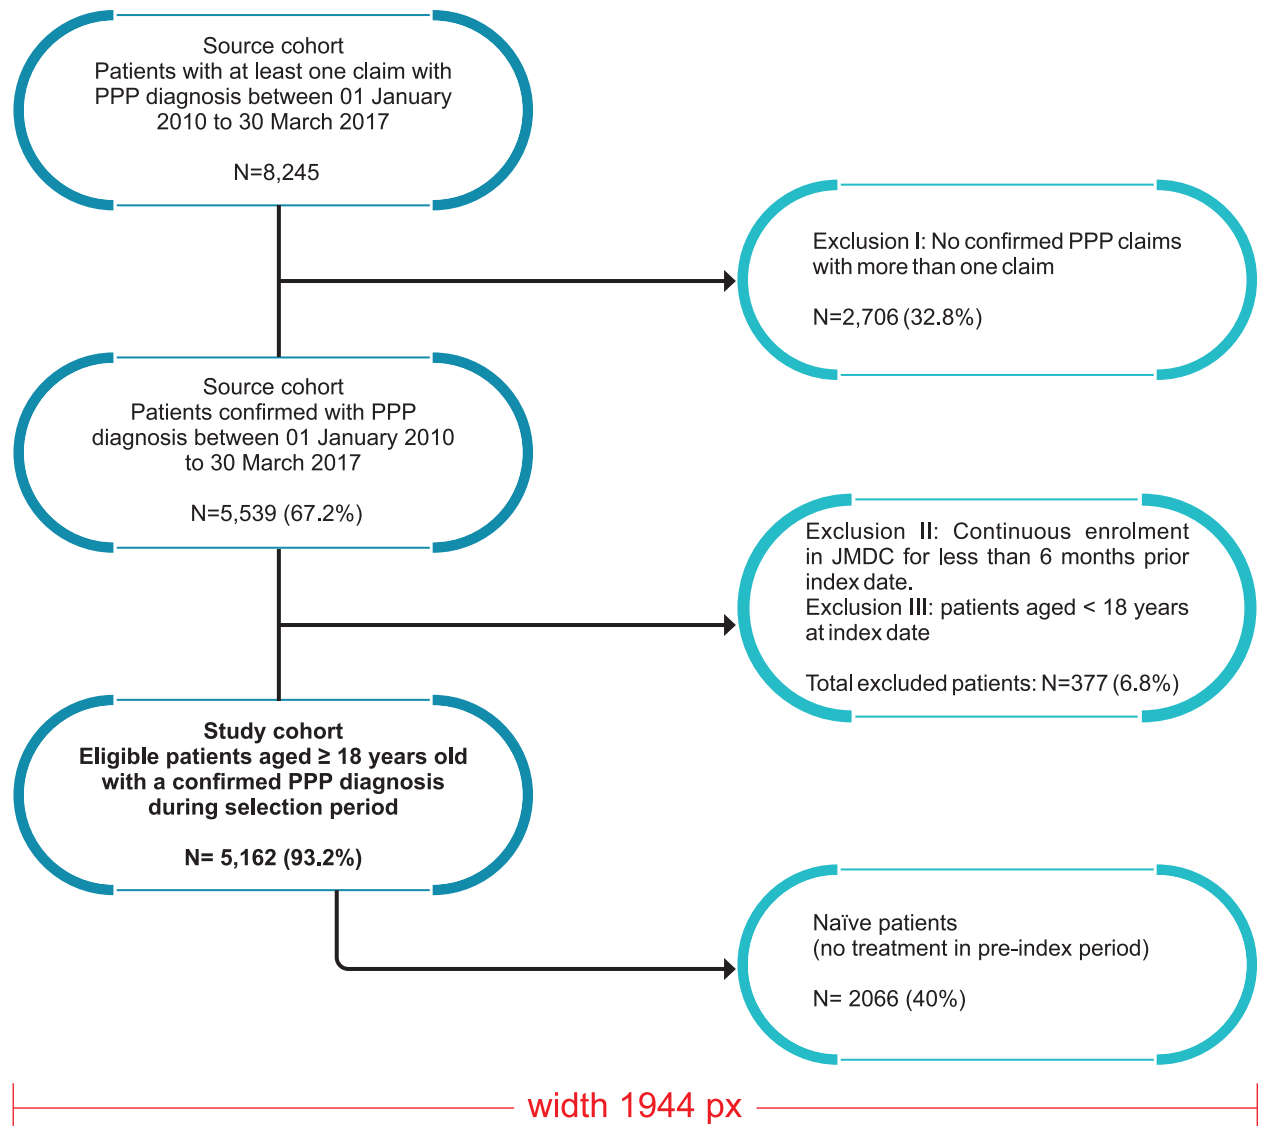 Source cohort
Patients with at least one claim with
PPP diagnosis between 01 January
2010 to 30 March 2017
N=8,245
Exclusion I: No confirmed PPP claims
with more than one claim
N=2,706 (32.8%)
Source cohort
Patients confirmed with PPP
diagnosis between 01 January 2010
to 30 March 2017
N=5,539 (67.2%)
Exclusion II: Continuous enrolment
in JMDC for less than 6 months prior
index date.
Exclusion III: patients aged < 18 years
at index date
Total excluded patients: N=377 (6.8%)
Study cohort
Eligible patients aged ≥ 18 years old
with a confirmed PPP diagnosis
during selection period
N= 5,162 (93.2%)
Naïve patients
(no treatment in pre-index period)
N= 2066 (40%)
width 1944 px